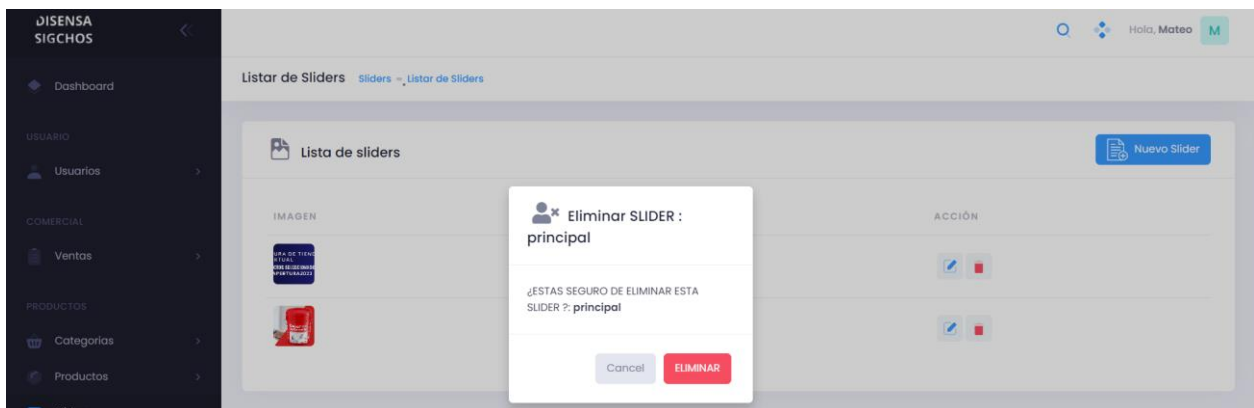 DISENSA
SIGCHOS
Hola, Mateo M
Dashboard
Listar de Sliders Sliders - Listar de Sliders
USUARIO
Usuarios
Lista de sliders
Nuevo Slider
COMERCIAL
Ventas
IMAGEN
ACCIÓN
Eliminar SLIDER :
principal
¿ESTAS SEGURO DE ELIMINAR ESTA
SLIDER ?: principal
Cancel ELIMINAR
PRODUCTOS
Categorias
Productos